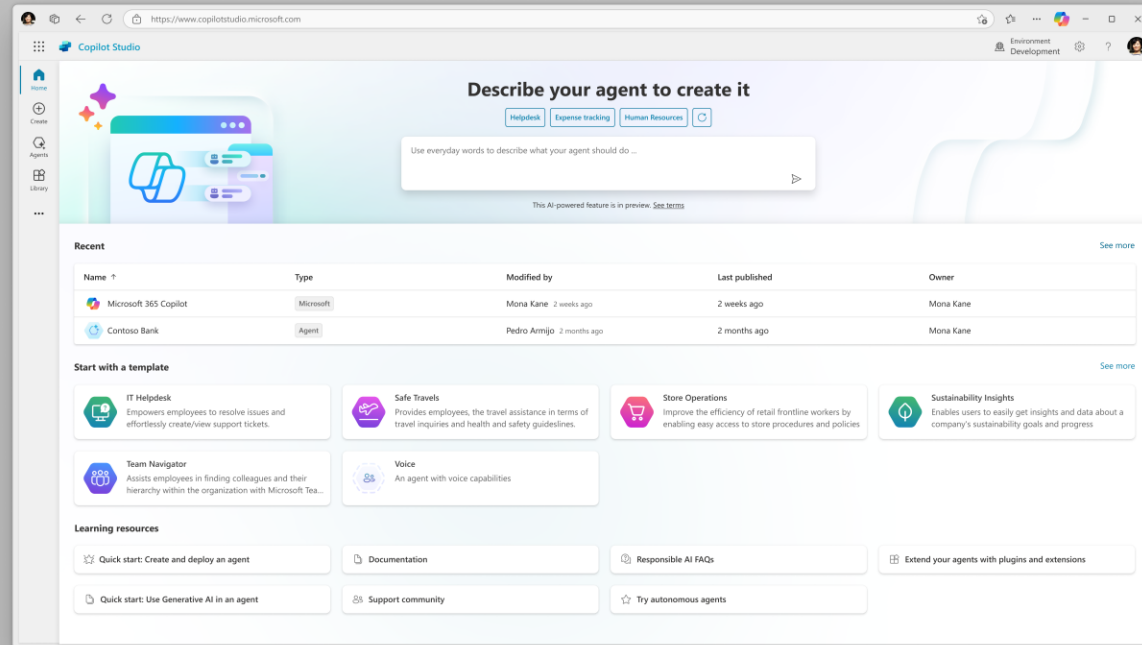 https://www.copilotstudio.microsoft.com
Copilot Studio
Environment
Development
?
Home
Create
Agents
Library
Describe your agent to create it
Helpdesk
Expense tracking
Human Resources
Use everyday words to describe what your agent should do ...
This AI-powered feature is in preview. See terms
Recent
See more
Name ↑ Type Modified by Last published Owner
Microsoft 365 Copilot Microsoft Mona Kane 2 weeks ago 2 weeks ago Mona Kane
Contoso Bank Agent Pedro Armijo 2 months ago 2 months ago Mona Kane
Start with a template
See more
IT Helpdesk
Empowers employees to resolve issues and
effortlessly create/view support tickets.
Safe Travels
Provides employees, the travel assistance in terms of
travel inquiries and health and safety guideslines.
Store Operations
Improve the efficiency of retail frontline workers by
enabling easy access to store procedures and policies
Sustainability Insights
Enables users to easily get insights and data about a
company's sustainability goals and progress
Team Navigator
Assists employees in finding colleagues and their
hierarchy within the organization with Microsoft Tea...
Voice
An agent with voice capabilities
Learning resources
Quick start: Create and deploy an agent
Documentation
Responsible AI FAQs
Extend your agents with plugins and extensions
Quick start: Use Generative AI in an agent
Support community
Try autonomous agents